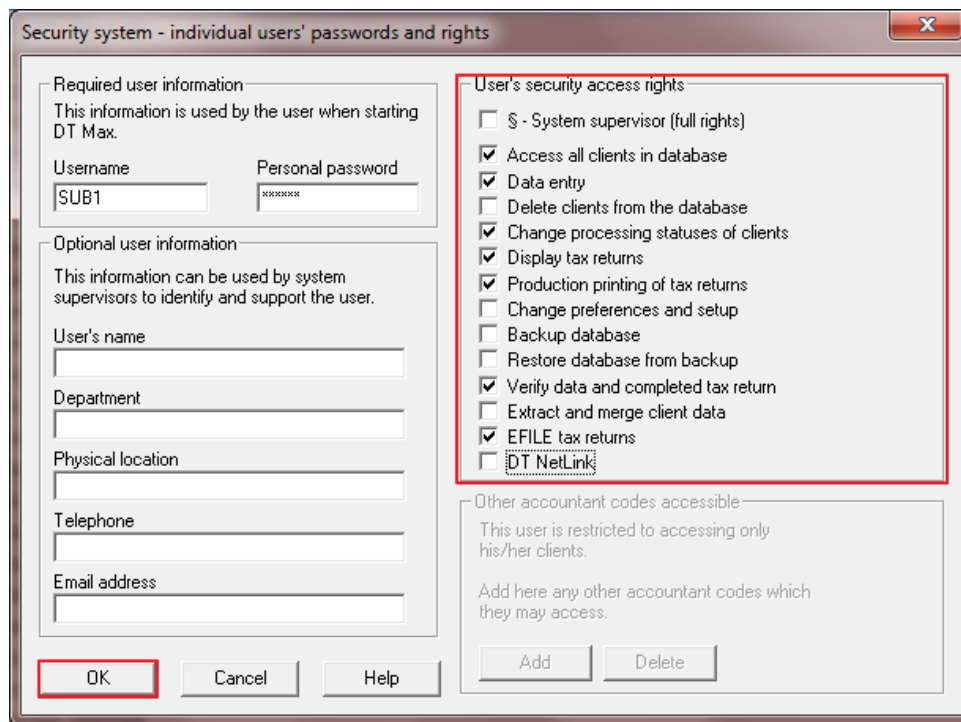 Security system - individual users' passwords and rights
Required user information
This information is used by the user when starting
DT Max.
Username
Personal password
SUB1
******
Optional user information
This information can be used by system
supervisors to identify and support the user.
User's name
Department
Physical location
Telephone
Email address
OK
Cancel
Help
User's security access rights
§ - System supervisor (full rights)
Access all clients in database
Data entry
Delete clients from the database
Change processing statuses of clients
Display tax returns
Production printing of tax returns
Change preferences and setup
Backup database
Restore database from backup
Verify data and completed tax return
Extract and merge client data
EFILE tax returns
DT NetLink
Other accountant codes accessible
This user is restricted to accessing only
his/her clients.
Add here any other accountant codes which
they may access.
Add
Delete